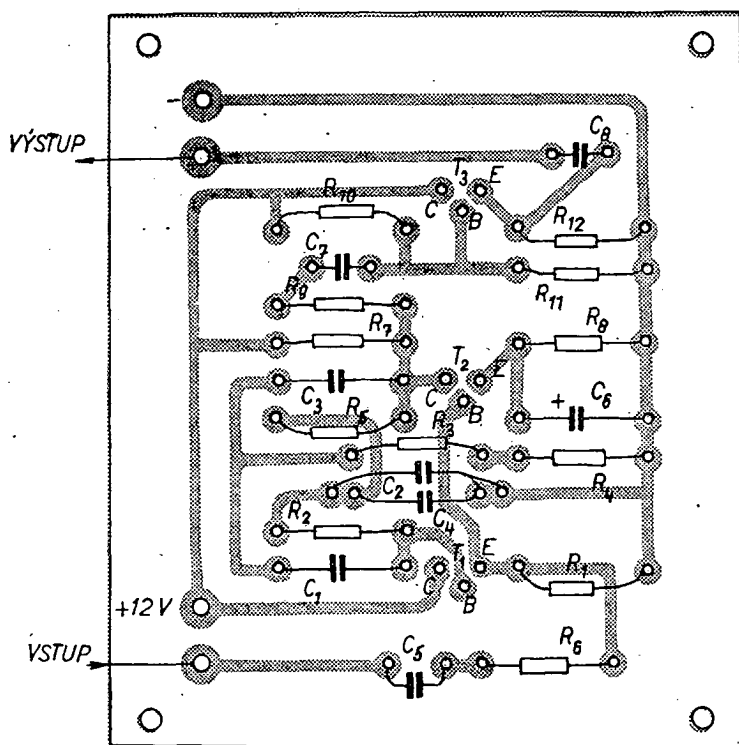 -
VÝSTUP
C8
T3
E
C
B
R10
R12
C7
R11
R9
R7
R8
T2
E
C
B
C3
R5
+
C6
R3
C2
R4
R2
C4
T1
E
C
B
C1
R1
+12V
VSTUP
C5
R6